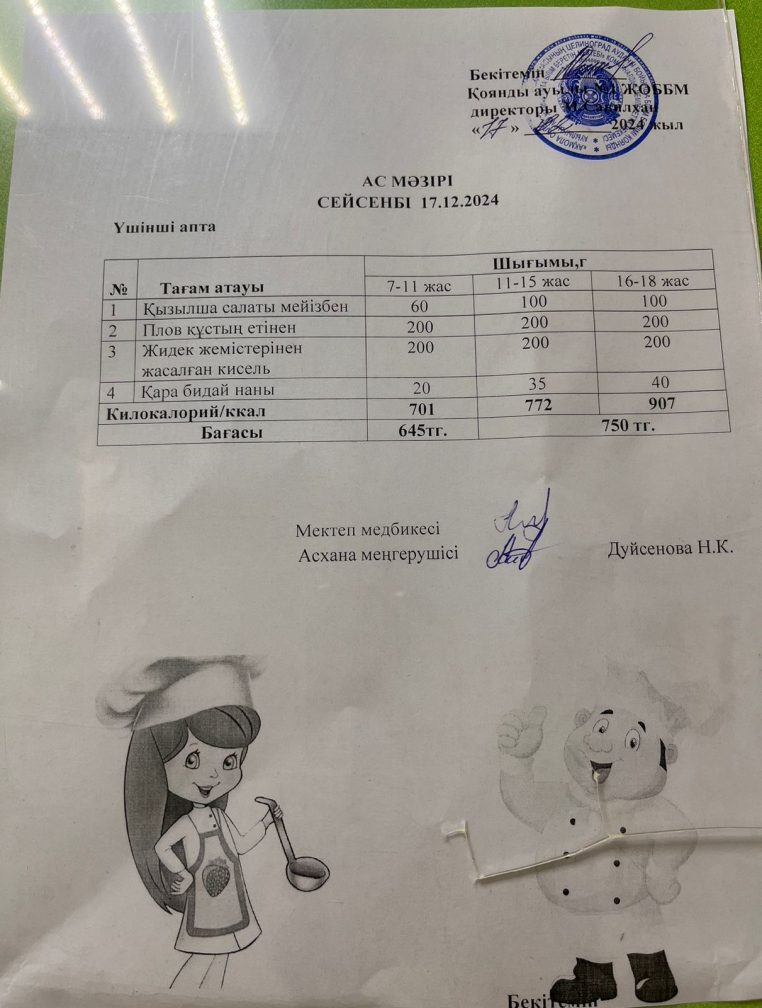 Бекітемін
Қоянды ауылы №1 ЖОББМ
директоры М.Сақилхан
«17» 2024 жыл
АС МӘЗІРІ
СЕЙСЕНБІ 17.12.2024
Үшінші апта
№ Тағам атауы Шығымы,г
7-11 жас 11-15 жас 16-18 жас
1 Қызылша салаты мейізбен 60 100 100
2 Плов құстың етінен 200 200 200
3 Жидек жемістерінен 200 200 200
жасалған кисель
4 Қара бидай наны 20 35 40
Килокалорий/ккал 701 772 907
Бағасы 645тг. 750 тг.
Мектеп медбикесі
Асхана меңгерушісі Дуйсенова Н.К.
Бекітемін